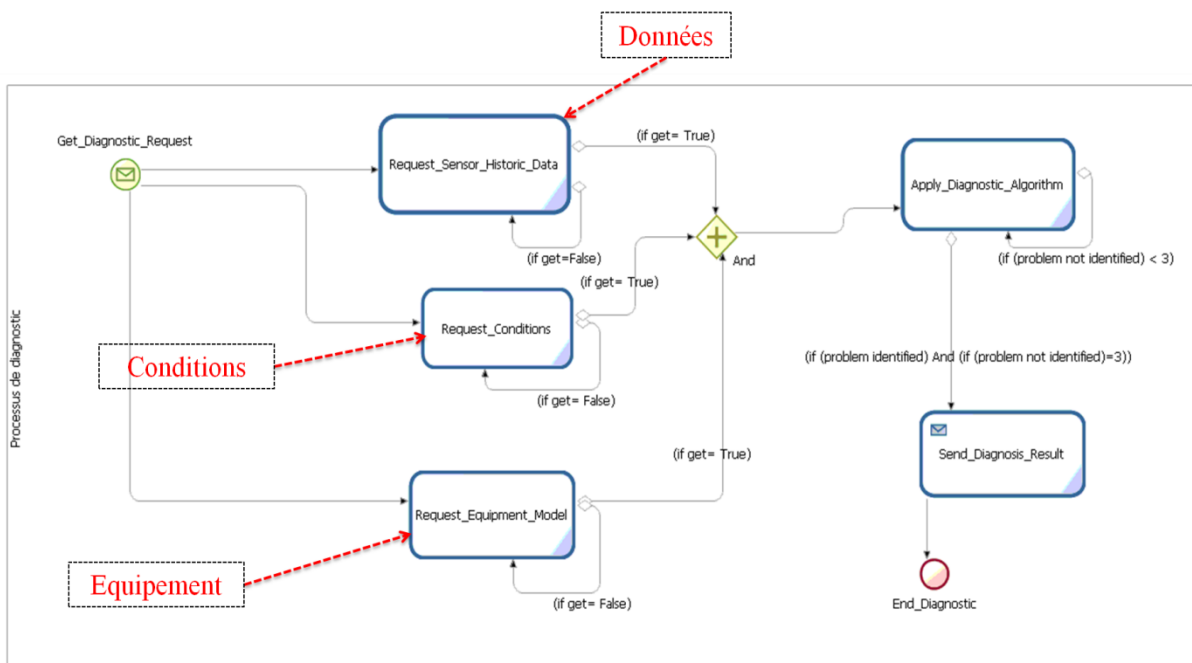 Données
Get_Diagnostic_Request
Request_Sensor_Historic_Data
(if get= True)
Apply_Diagnostic_Algorithm
(if get=False)
And
(if (problem not identified) < 3)
(if get= True)
Request_Conditions
Conditions
(if get= False)
(if (problem identified) And (if (problem not identified)=3))
Processus de diagnostic
(if get= True)
Send_Diagnosis_Result
Request_Equipment_Model
Equipement
(if get= False)
End_Diagnostic